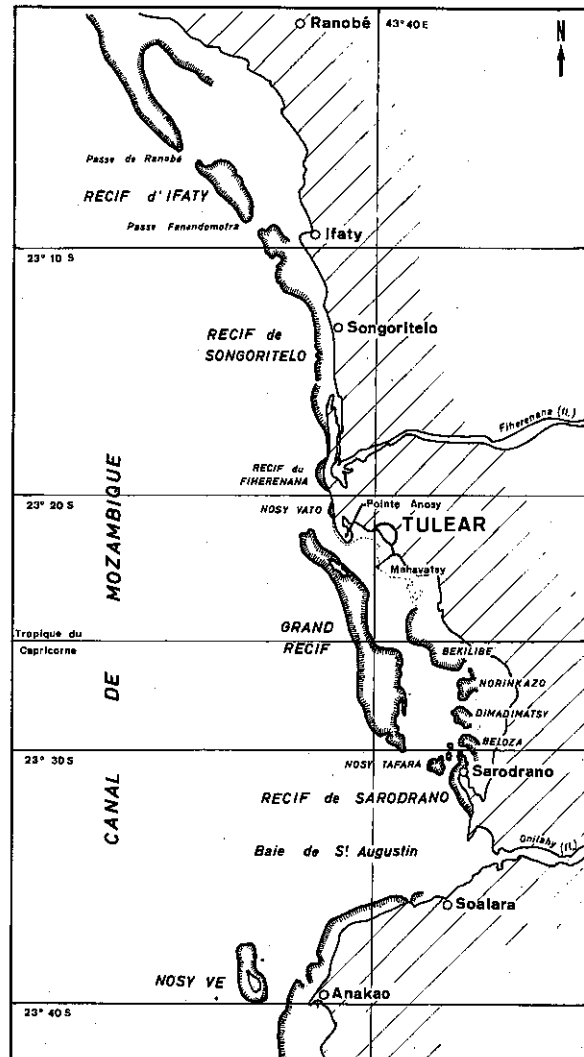 Ranobé
43°40 E
N
Passe de Ranobé
RÉCIF d'IFATY
Passe Fanandomotra
Ifaty
23° 10 S
Songoritelo
RECIF de
SONGORITELO
Fiherenana (fl.)
RECIF du
FIHERENANA
23° 20 S
Pointe Anosy
NOSY VATO
TULEAR
Mahavatsy
GRAND
RECIF
Tropique du
Capricorne
BEKILIBE
NORINKAZO
DIMADIMATSY
BELOZA
23° 30 S
NOSY TAFARA
Sarodrano
RECIF de SARODRANO
Onilahy (fl.)
Baie de St Augustin
Soalara
NOSY VE
Anakao
23° 40 S
CANAL DE MOZAMBIQUE